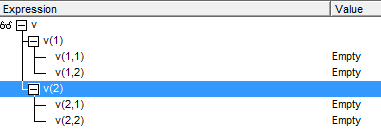 Expression Value
v
v(1)
v(1,1) Empty
v(1,2) Empty
v(2)
v(2,1) Empty
v(2,2) Empty